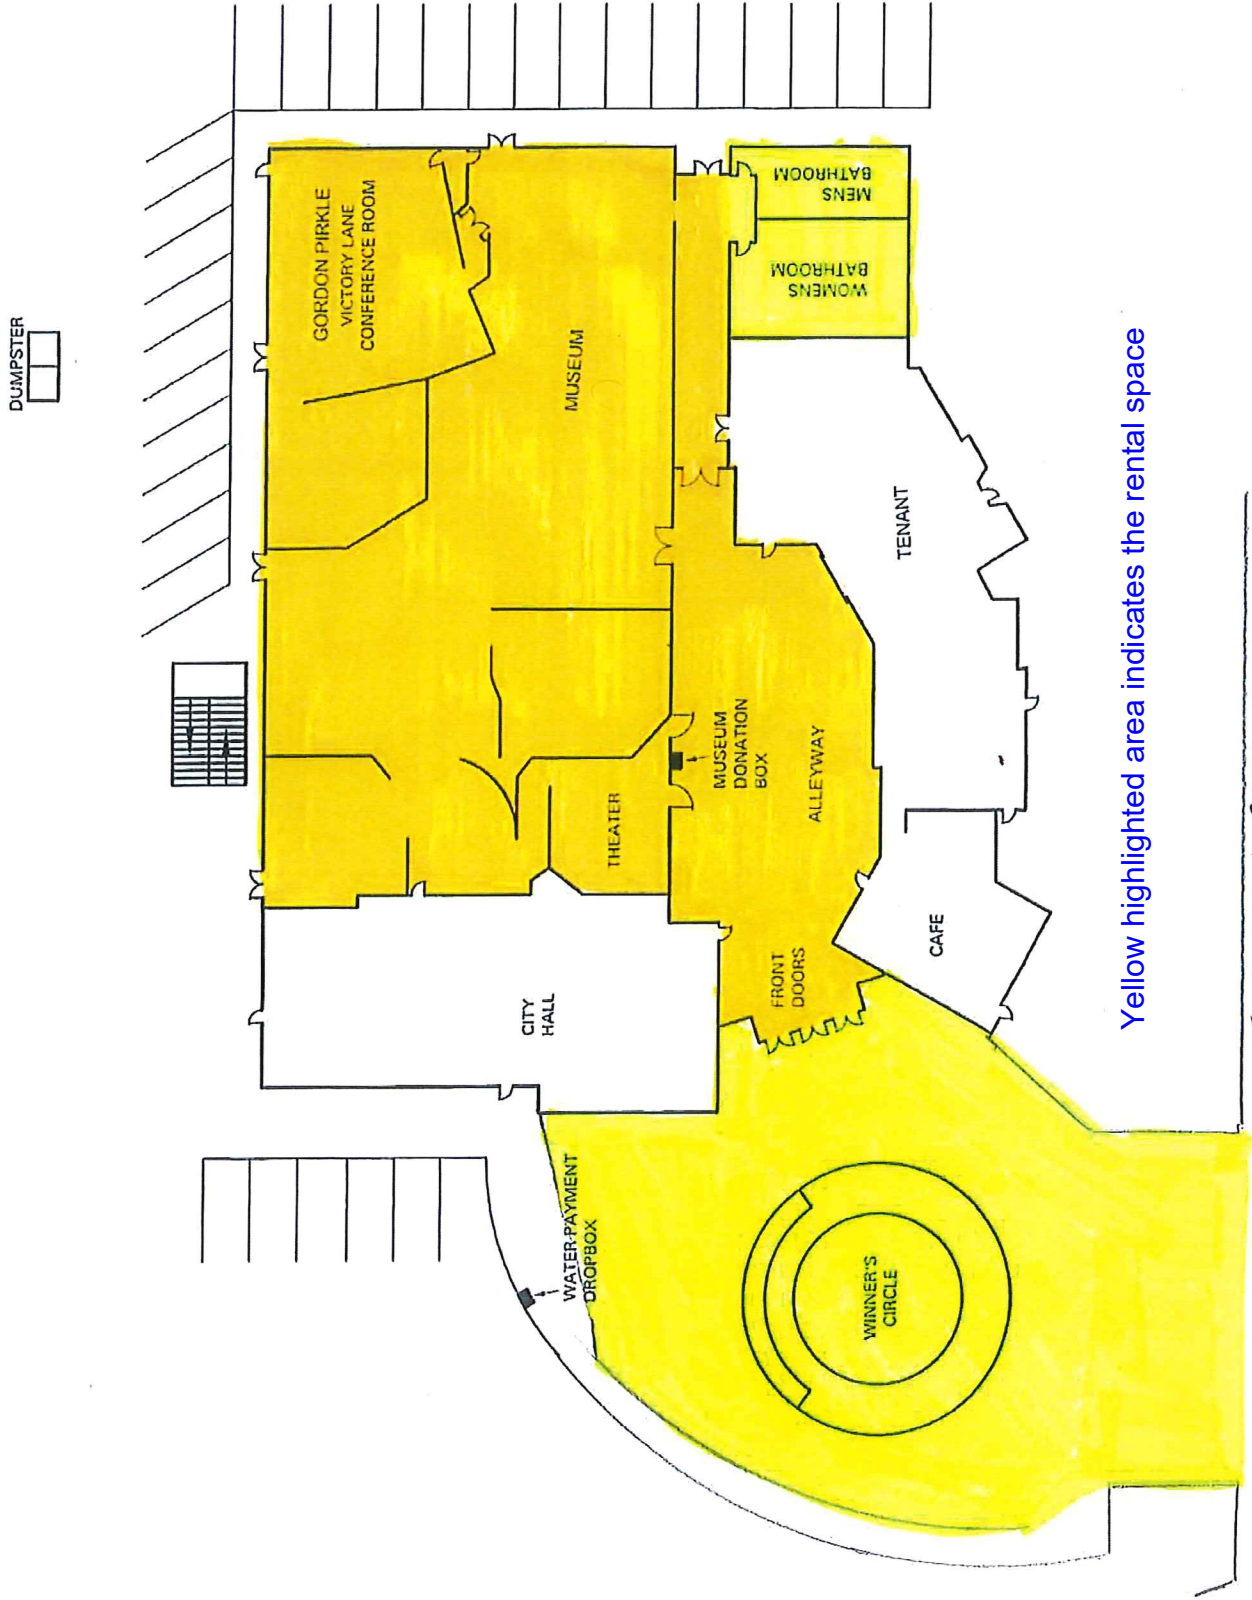 DUMPSTER
GORDON PIRKLE
VICTORY LANE
CONFERENCE ROOM
MUSEUM
MENS
BATHROOM
WOMENS
BATHROOM
TENANT
MUSEUM
DONATION
BOX
ALLEYWAY
THEATER
FRONT
DOORS
CAFE
CITY
HALL
WATER PAYMENT
DROPBOX
WINNER'S
CIRCLE
Yellow highlighted area indicates the rental space